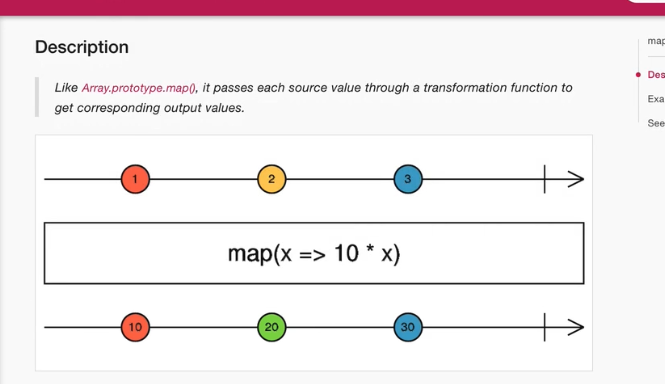 Description
map
Like Array.prototype.map(), it passes each source value through a transformation function to
get corresponding output values.
Des
Exa
See
1 2 3
map(x => 10 * x)
10 20 30